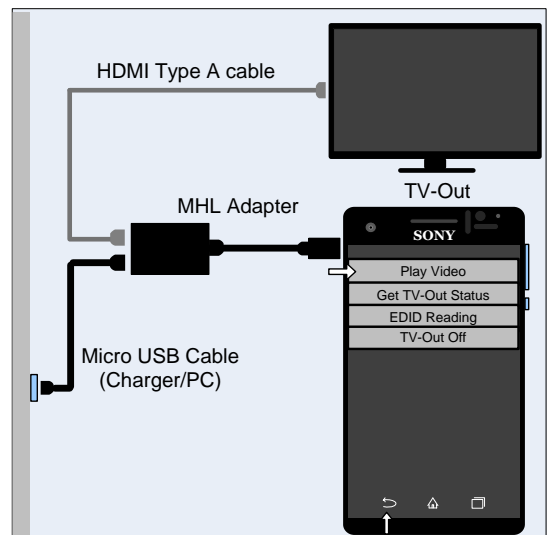 HDMI Type A cable
TV-Out
MHL Adapter
SONY
Play Video
Get TV-Out Status
EDID Reading
TV-Out Off
Micro USB Cable
(Charger/PC)